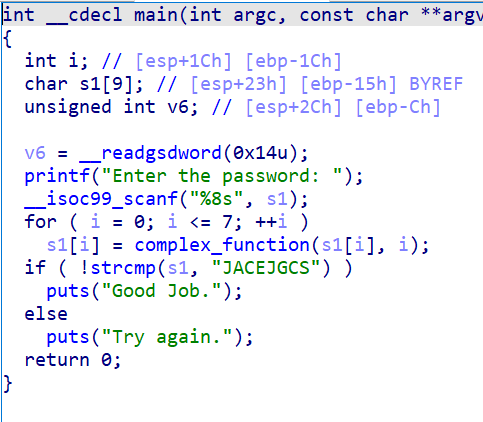 int __cdecl main(int argc, const char **argv
{
  int i; // [esp+1Ch] [ebp-1Ch]
  char s1[9]; // [esp+23h] [ebp-15h] BYREF
  unsigned int v6; // [esp+2Ch] [ebp-Ch]

  v6 = __readgsdword(0x14u);
  printf("Enter the password: ");
  __isoc99_scanf("%8s", s1);
  for ( i = 0; i <= 7; ++i )
    s1[i] = complex_function(s1[i], i);
  if ( !strcmp(s1, "JACEJGCS") )
    puts("Good Job.");
  else
    puts("Try again.");
  return 0;
}